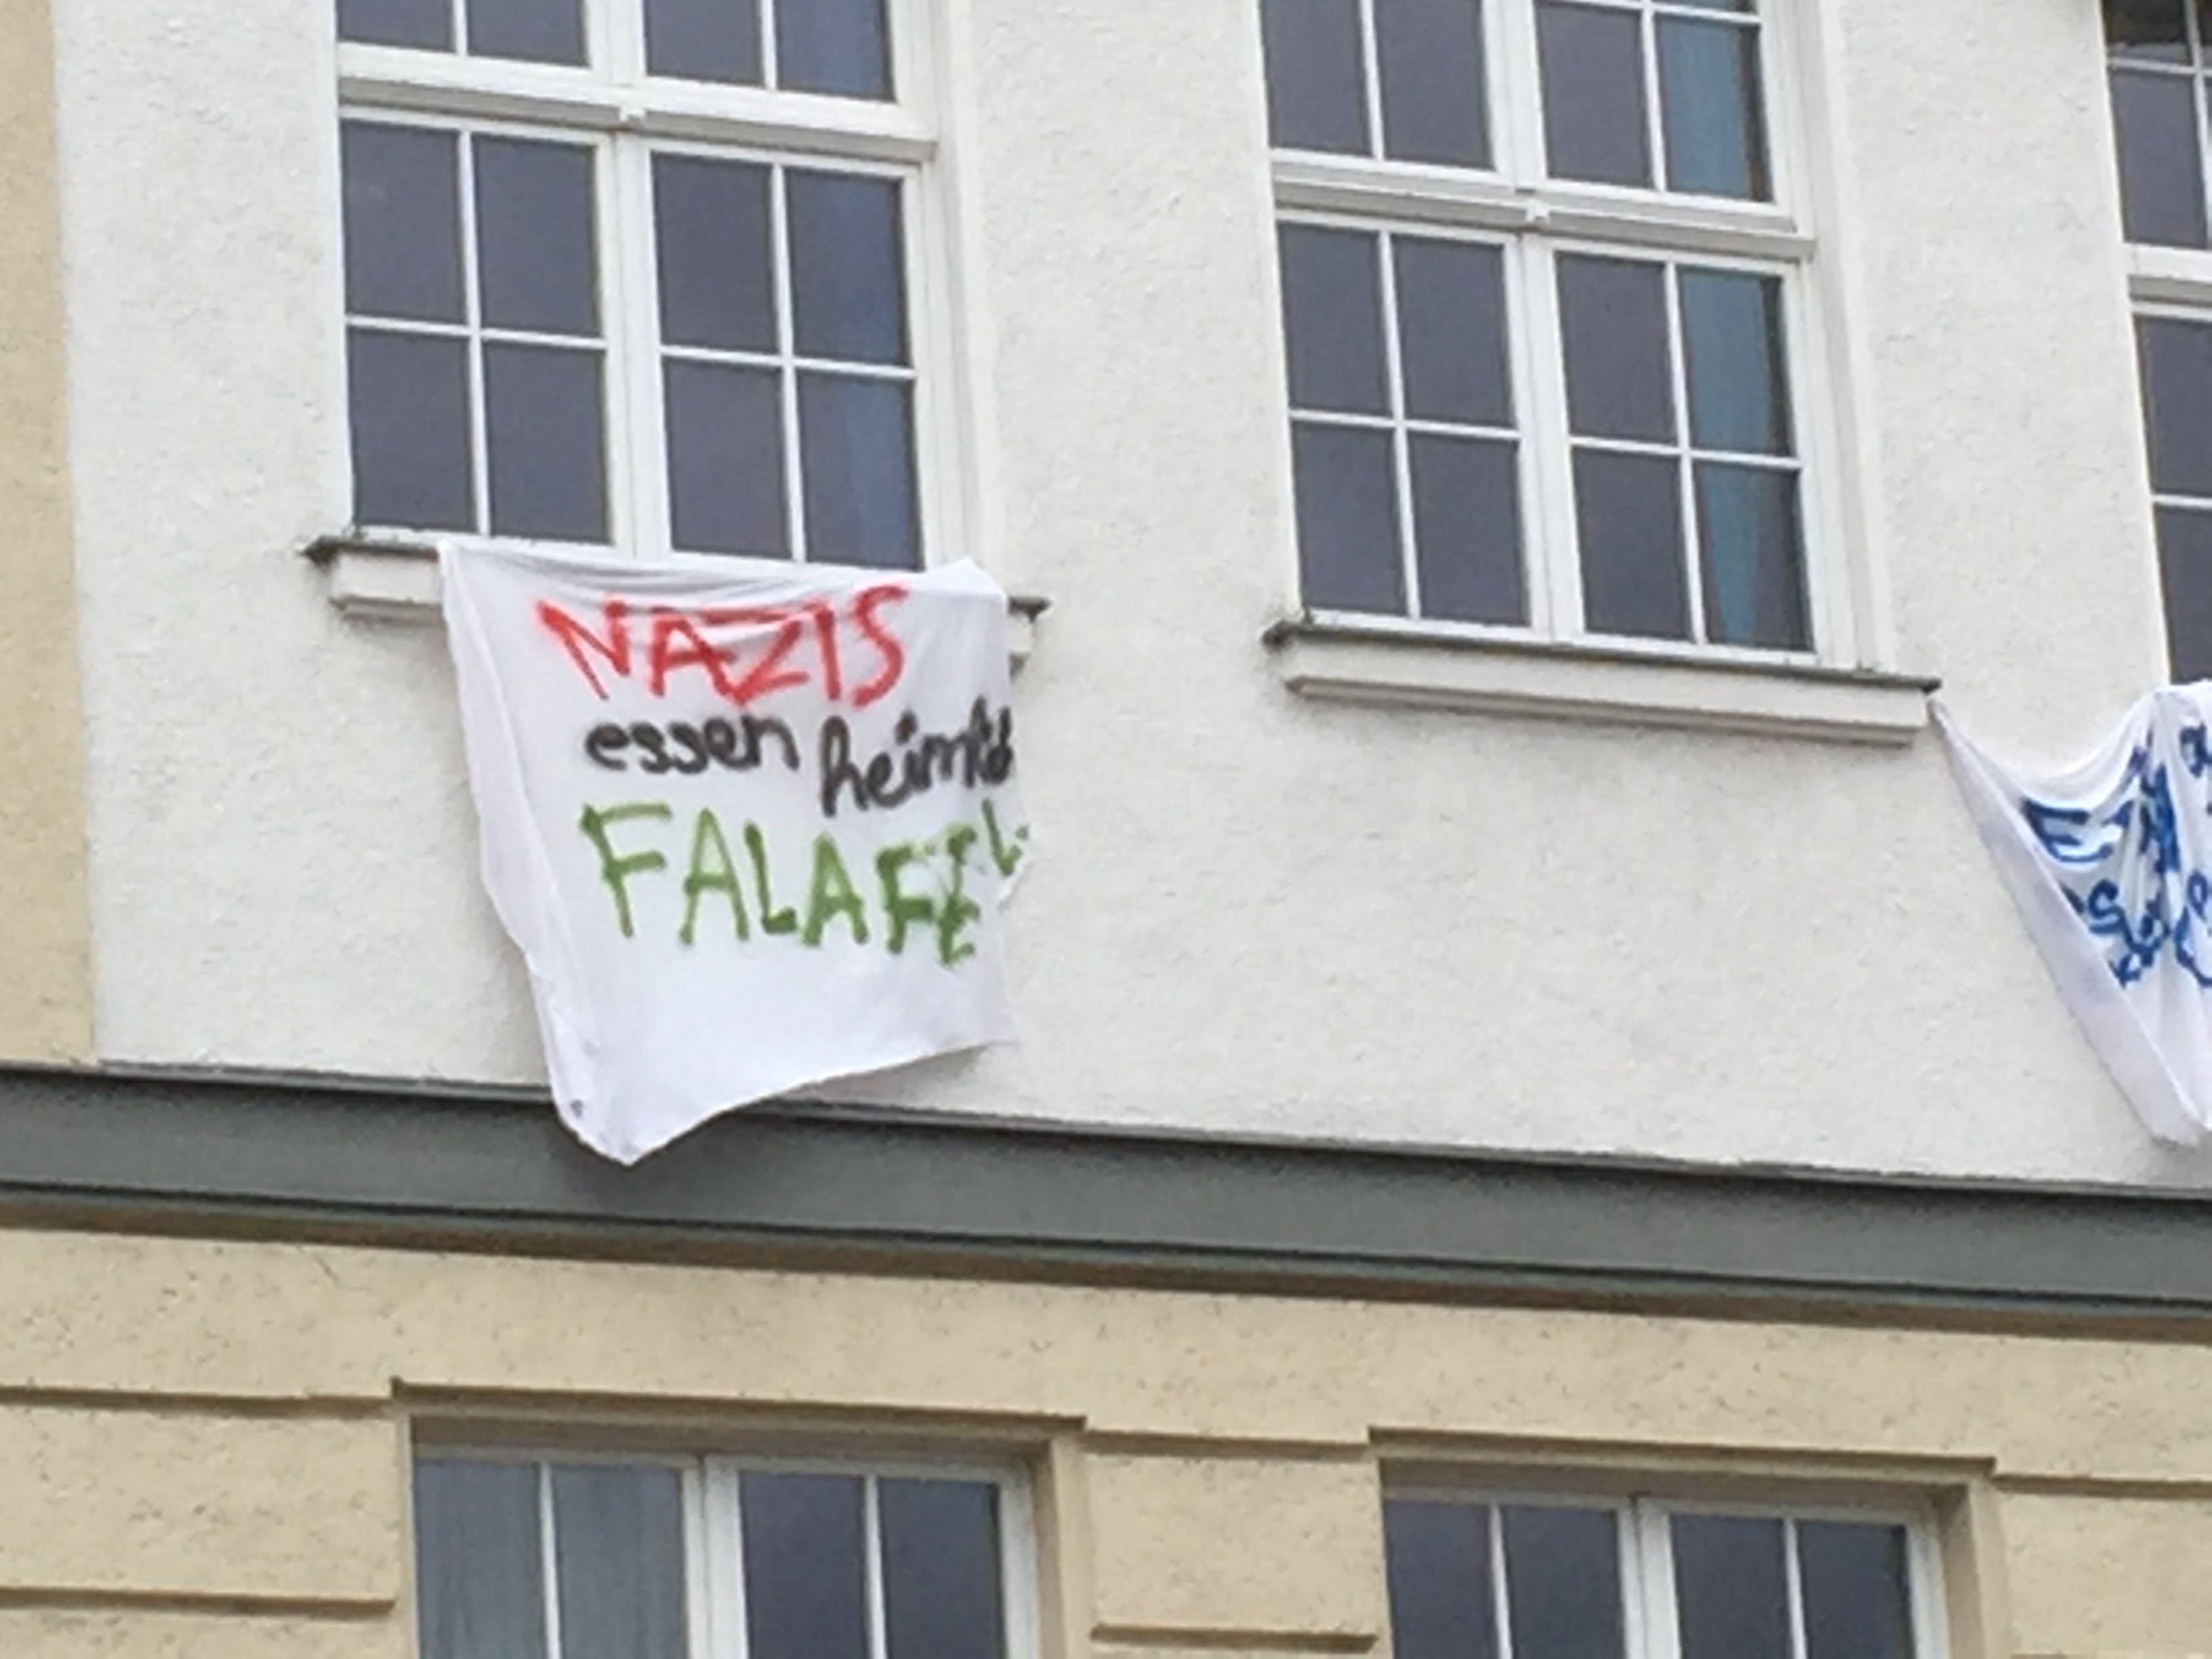 NAZIS
essen heimlich
FALAFEL